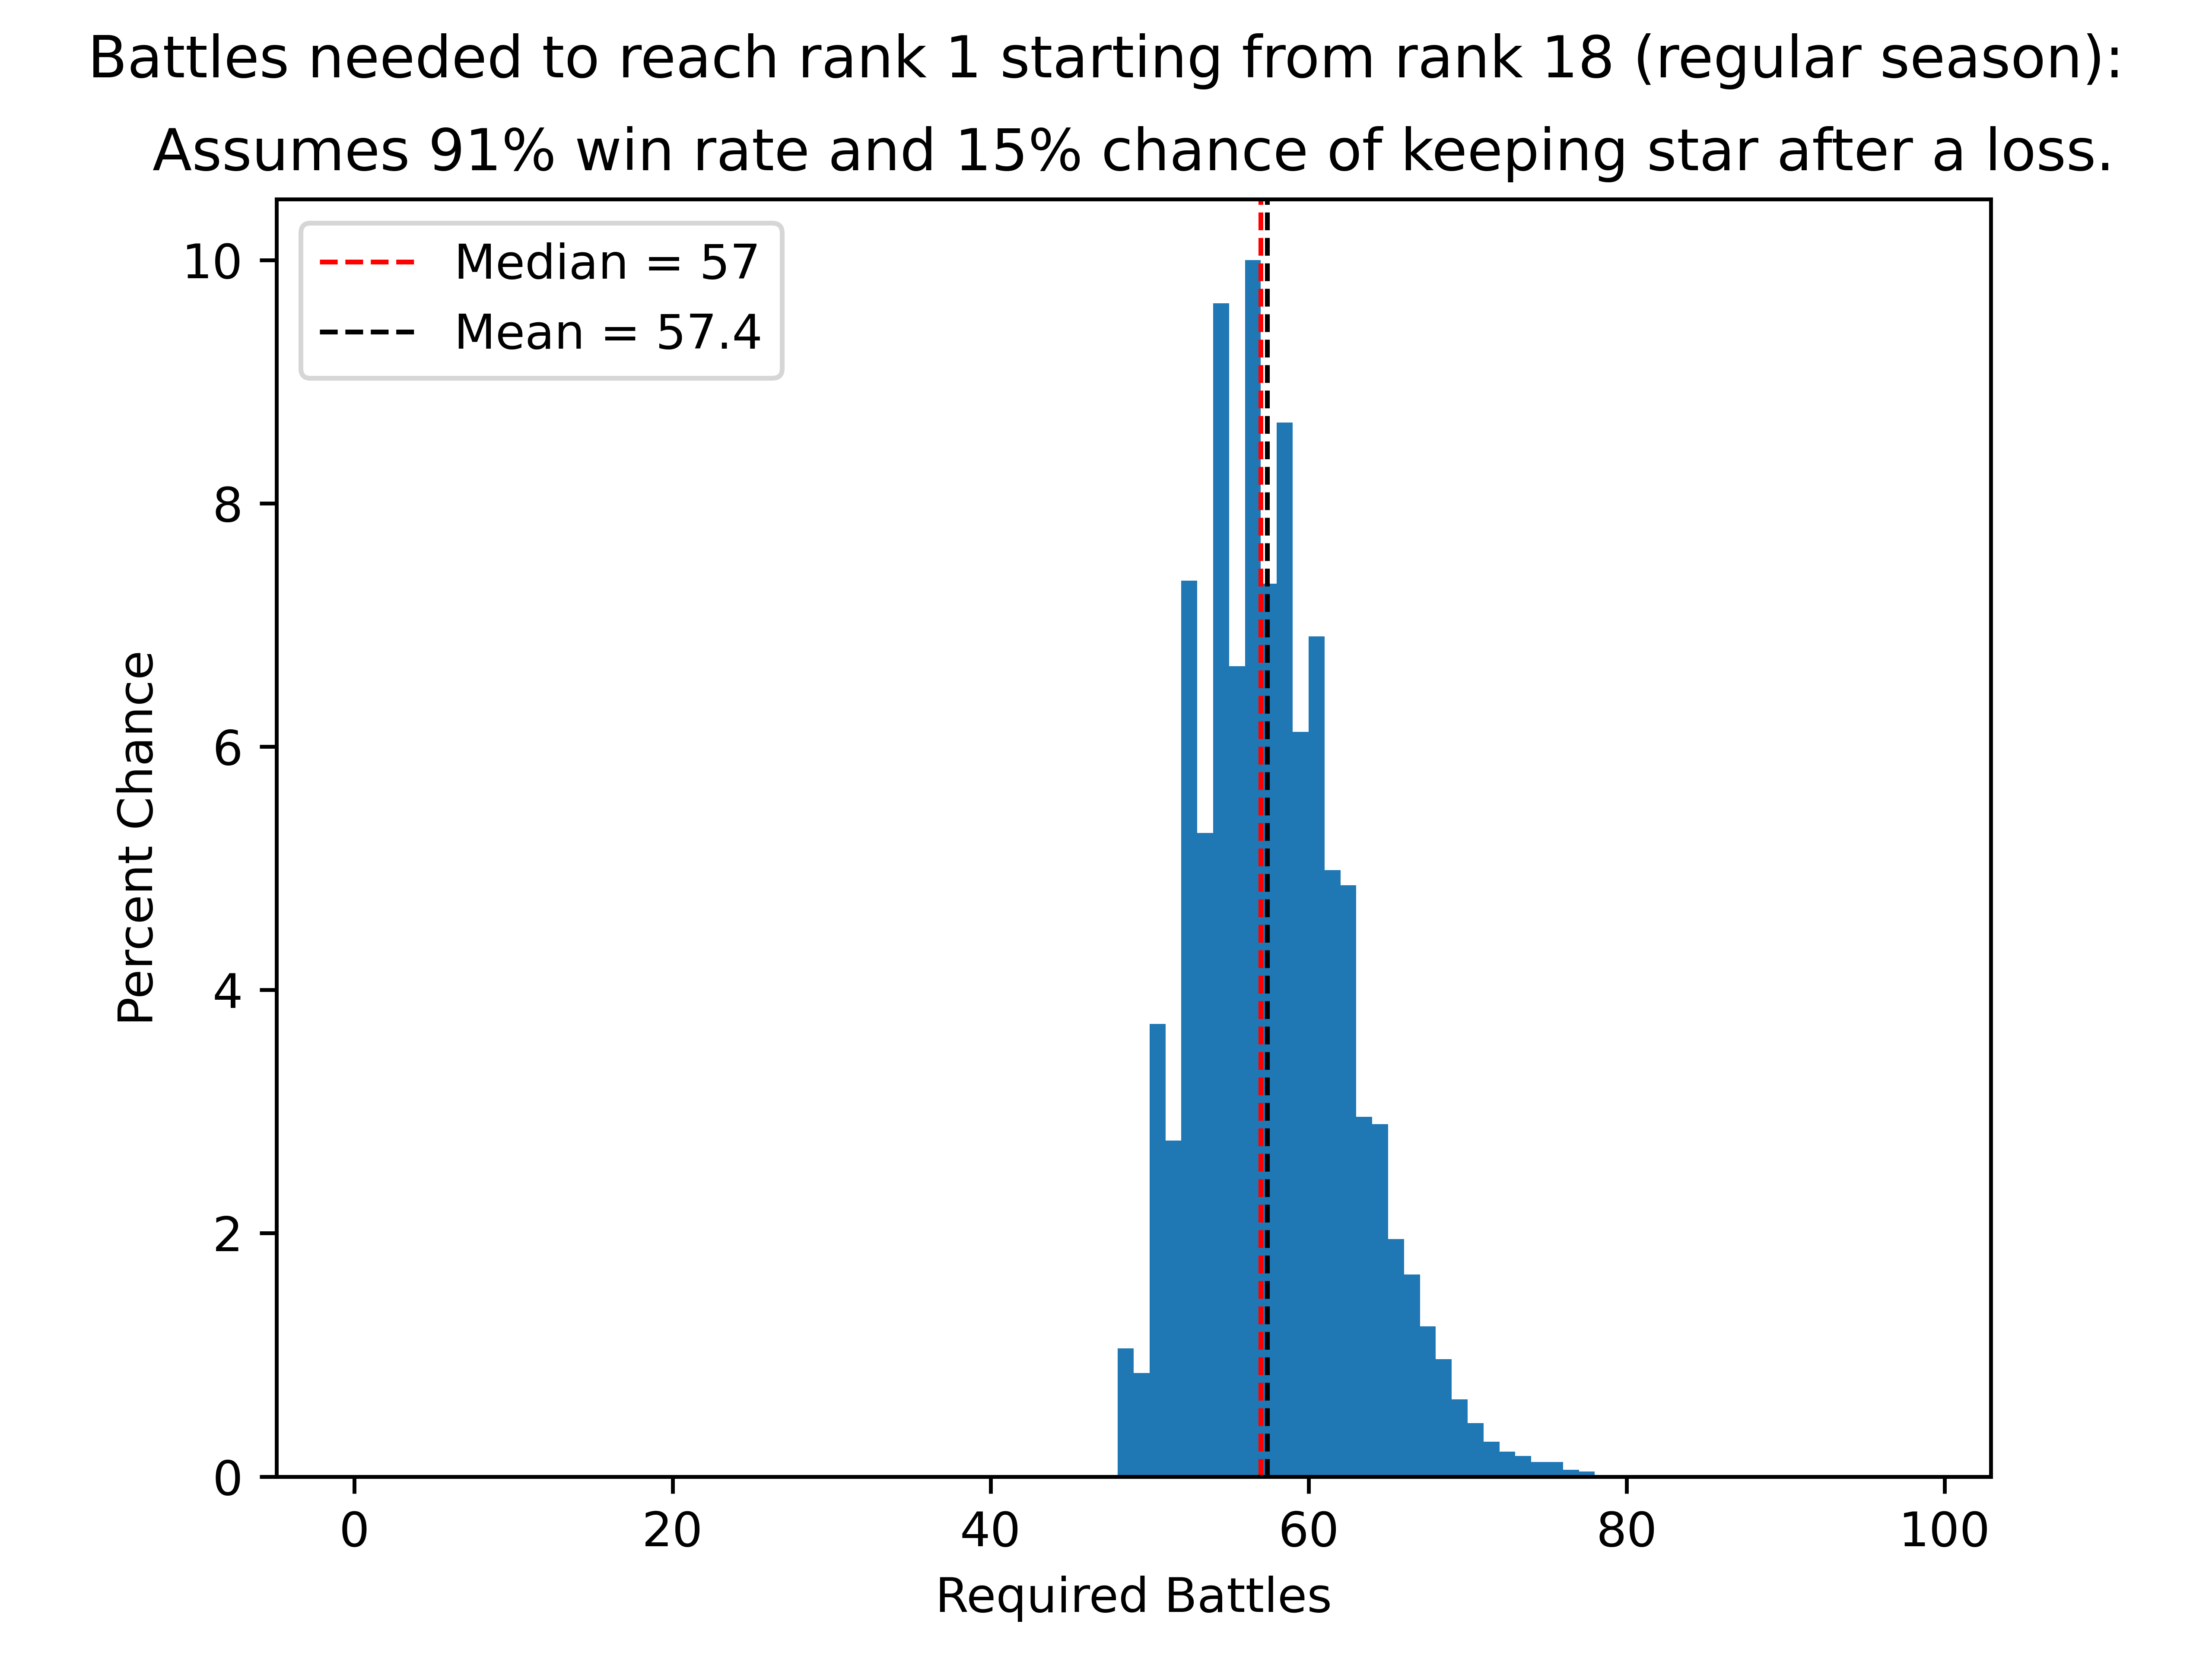 Battles needed to reach rank 1 starting from rank 18 (regular season):
Assumes 91% win rate and 15% chance of keeping star after a loss.
Median = 57
Mean = 57.4
10
8
6
4
2
0
Percent Chance
0 20 40 60 80 100
Required Battles